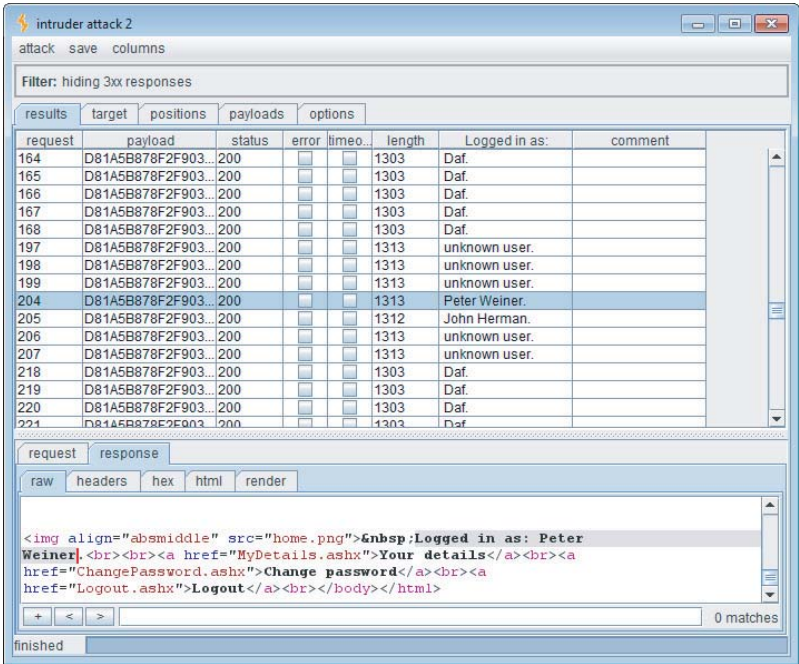 intruder attack 2
attack save columns
Filter: hiding 3xx responses
results target positions payloads options
request payload status error timeo... length Logged in as: comment
164 D81A5B878F2F903... 200 1303 Daf.
165 D81A5B878F2F903... 200 1303 Daf.
166 D81A5B878F2F903... 200 1303 Daf.
167 D81A5B878F2F903... 200 1303 Daf.
168 D81A5B878F2F903... 200 1303 Daf.
197 D81A5B878F2F903... 200 1313 unknown user.
198 D81A5B878F2F903... 200 1313 unknown user.
199 D81A5B878F2F903... 200 1313 unknown user.
204 D81A5B878F2F903... 200 1313 Peter Weiner.
205 D81A5B878F2F903... 200 1312 John Herman.
206 D81A5B878F2F903... 200 1313 unknown user.
207 D81A5B878F2F903... 200 1313 unknown user.
218 D81A5B878F2F903... 200 1303 Daf.
219 D81A5B878F2F903... 200 1303 Daf.
220 D81A5B878F2F903... 200 1303 Daf.
221 D81A5B878F2F903... 200 1303 Daf.
request response
raw headers hex html render
<img align="absmiddle" src="home.png">&nbsp;Logged in as: Peter
Weiner.<br><br><a href="MyDetails.ashx">Your details</a><br><a
href="ChangePassword.ashx">Change password</a><br><a
href="Logout.ashx">Logout</a><br></body></html>
+ < > 0 matches
finished